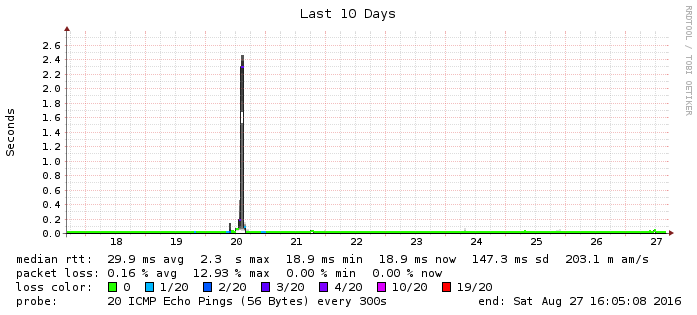 Last 10 Days
RRDTOOL / TOBI OETIKER
Seconds
2.6
2.4
2.2
2.0
1.8
1.6
1.4
1.2
1.0
0.8
0.6
0.4
0.2
0.0
18 19 20 21 22 23 24 25 26 27
median rtt: 29.9 ms avg 2.3 s max 18.9 ms min 18.9 ms now 147.3 ms sd 203.1 m am/s
packet loss: 0.16 % avg 12.93 % max 0.00 % min 0.00 % now
loss color: 0 1/20 2/20 3/20 4/20 10/20 19/20
probe: 20 ICMP Echo Pings (56 Bytes) every 300s end: Sat Aug 27 16:05:08 2016